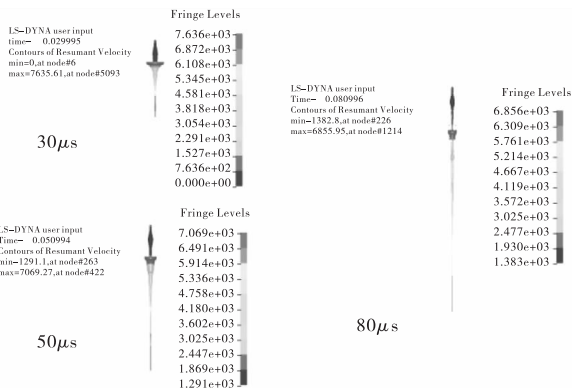 LS-DYNA user input
time- 0.029995
Contours of Resumant Velocity
min=0,at node#6
max=7635.61,at node#5093
30μs
Fringe Levels
7.636e+03
6.872e+03
6.108e+03
5.345e+03
4.581e+03
3.818e+03
3.054e+03
2.291e+03
1.527e+03
7.636e+02
0.000e+00
LS-DYNA user input
Time- 0.050994
Contours of Resumant Velocity
min-1291.1,at node#263
max=7069.27,at node#422
50μs
Fringe Levels
7.069e+03
6.491e+03
5.914e+03
5.336e+03
4.758e+03
4.180e+03
3.602e+03
3.025e+03
2.447e+03
1.869e+03
1.291e+03
LS-DYNA user input
Time- 0.080996
Contours of Resumant Velocity
min-1382.8,at node#226
max-6855.95,at node#1214
80μs
Fringe Levels
6.856e+03
6.309e+03
5.761e+03
5.214e+03
4.667e+03
4.119e+03
3.572e+03
3.025e+03
2.477e+03
1.930e+03
1.383e+03